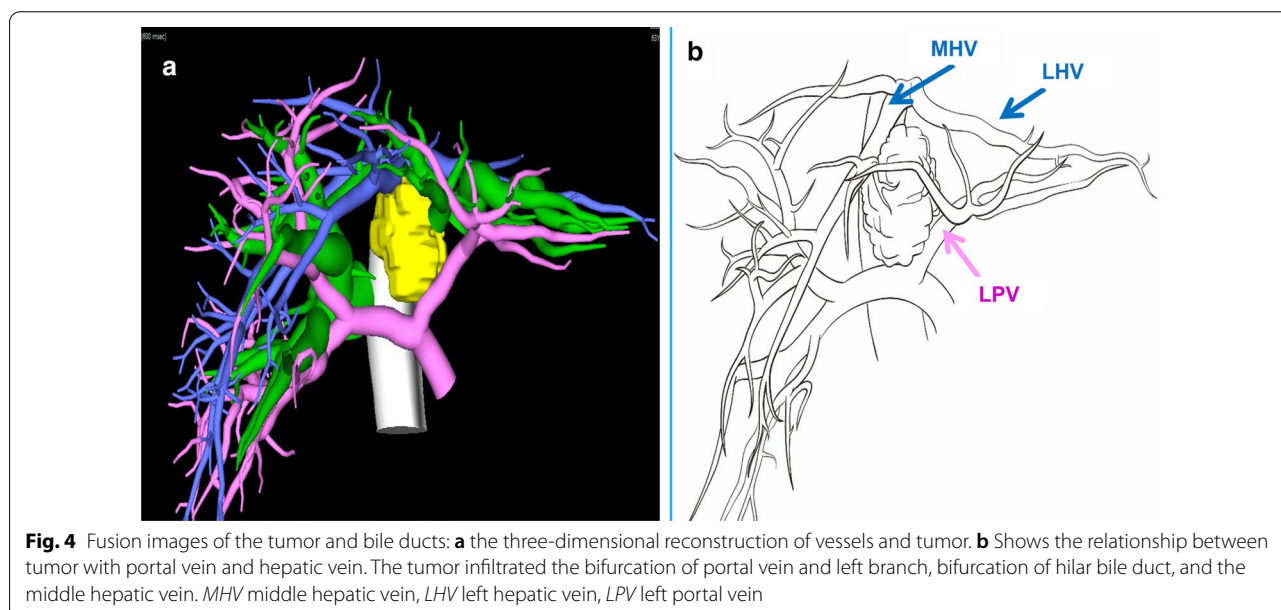 (600 msec)
63Y
a
b
MHV
LHV
LPV
Fig. 4 Fusion images of the tumor and bile ducts: a the three-dimensional reconstruction of vessels and tumor. b Shows the relationship between
tumor with portal vein and hepatic vein. The tumor infiltrated the bifurcation of portal vein and left branch, bifurcation of hilar bile duct, and the
middle hepatic vein. MHV middle hepatic vein, LHV left hepatic vein, LPV left portal vein